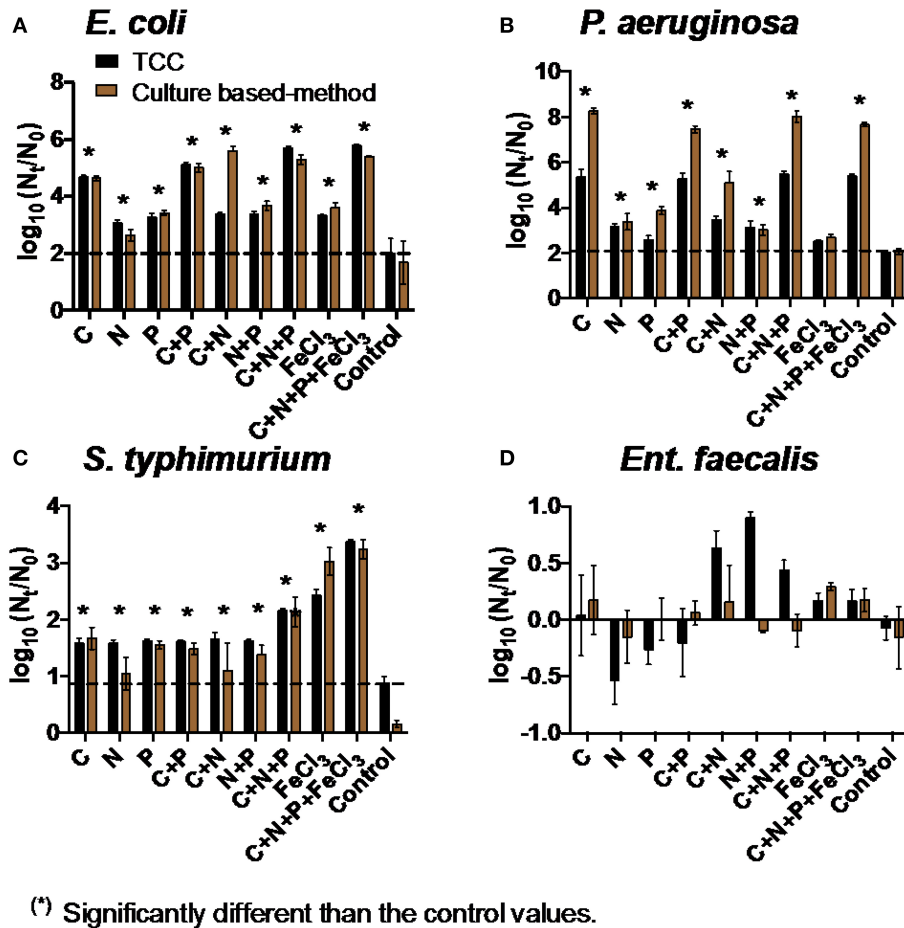 A E. coli
TCC
Culture based-method
log10 (Nt/N0)
8
6
4
2
0
* * * * * * * * *
C N P C+P C+N N+P C+N+P FeCl3 C+N+P+FeCl3 Control
B P. aeruginosa
log10 (Nt/N0)
10
8
6
4
2
0
* * * * * * * *
C N P C+P C+N N+P C+N+P FeCl3 C+N+P+FeCl3 Control
C S. typhimurium
log10 (Nt/N0)
4
3
2
1
0
* * * * * * * * *
C N P C+P C+N N+P C+N+P FeCl3 C+N+P+FeCl3 Control
D Ent. faecalis
log10 (Nt/N0)
1.0
0.5
0.0
-0.5
-1.0
C N P C+P C+N N+P C+N+P FeCl3 C+N+P+FeCl3 Control
(*) Significantly different than the control values.